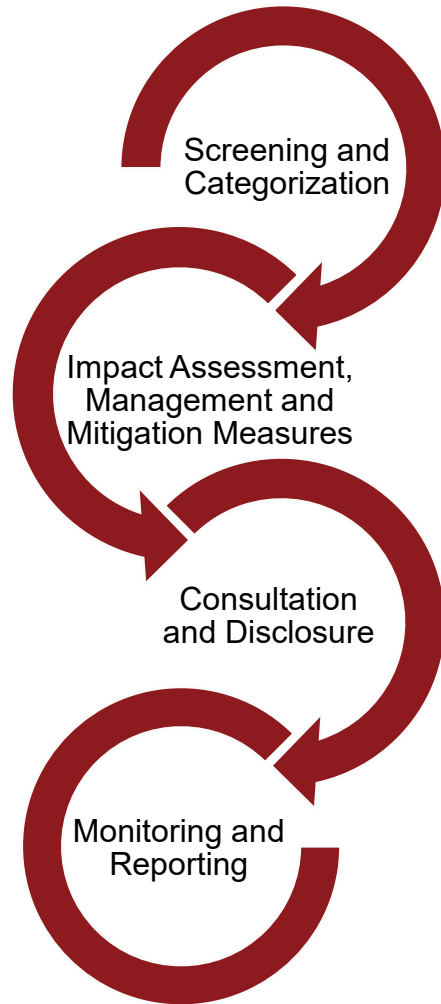 Screening and
Categorization
Impact Assessment,
Management and
Mitigation Measures
Consultation
and Disclosure
Monitoring and
Reporting